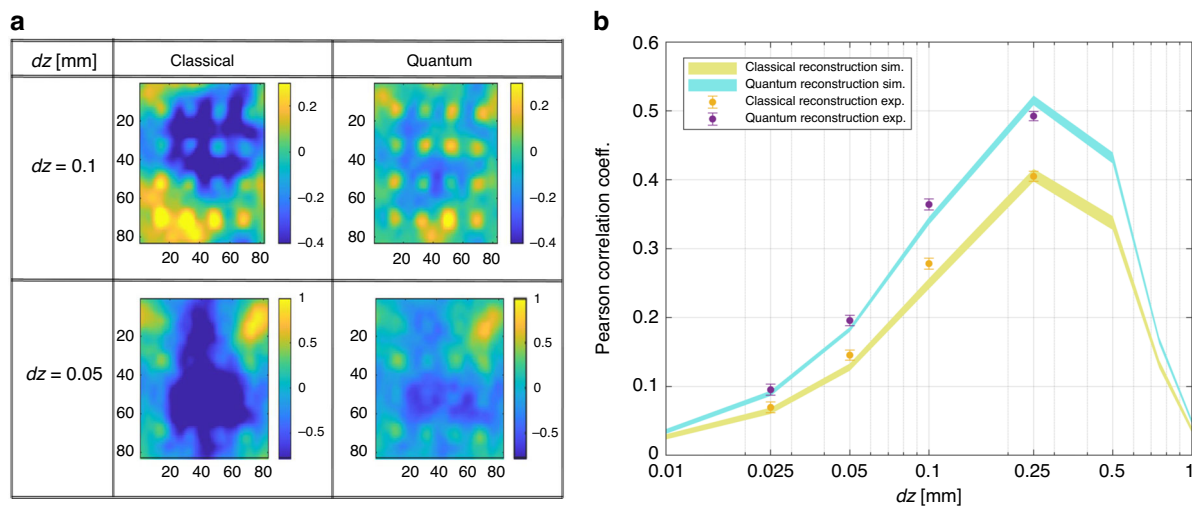 a
dz [mm]
Classical
Quantum
dz = 0.1
20
40
60
80
20 40 60 80
0.2
0
−0.2
−0.4
20
40
60
80
20 40 60 80
0.2
0
−0.2
−0.4
dz = 0.05
20
40
60
80
20 40 60 80
1
0.5
0
−0.5
20
40
60
80
20 40 60 80
1
0.5
0
−0.5
b
Pearson correlation coeff.
0.6
0.5
0.4
0.3
0.2
0.1
0
Classical reconstruction sim.
Quantum reconstruction sim.
Classical reconstruction exp.
Quantum reconstruction exp.
0.01 0.025 0.05 0.1 0.25 0.5 1
dz [mm]